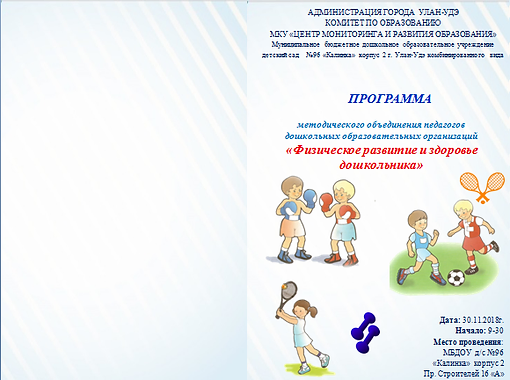 АДМИНИСТРАЦИЯ ГОРОДА УЛАН-УДЭ
КОМИТЕТ ПО ОБРАЗОВАНИЮ
МКУ «ЦЕНТР МОНИТОРИНГА И РАЗВИТИЯ ОБРАЗОВАНИЯ»
Муниципальное бюджетное дошкольное образовательное учреждение
детский сад №96 «Калинка» корпус 2 г. Улан-Удэ комбинированного вида
ПРОГРАММА
методического объединения педагогов
дошкольных образовательных организаций
«Физическое развитие и здоровье
дошкольника»
Дата: 30.11.2018г.
Начало: 9-30
Место проведения:
МБДОУ д/с №96
«Калинка» корпус 2
Пр. Строителей 16 «А»